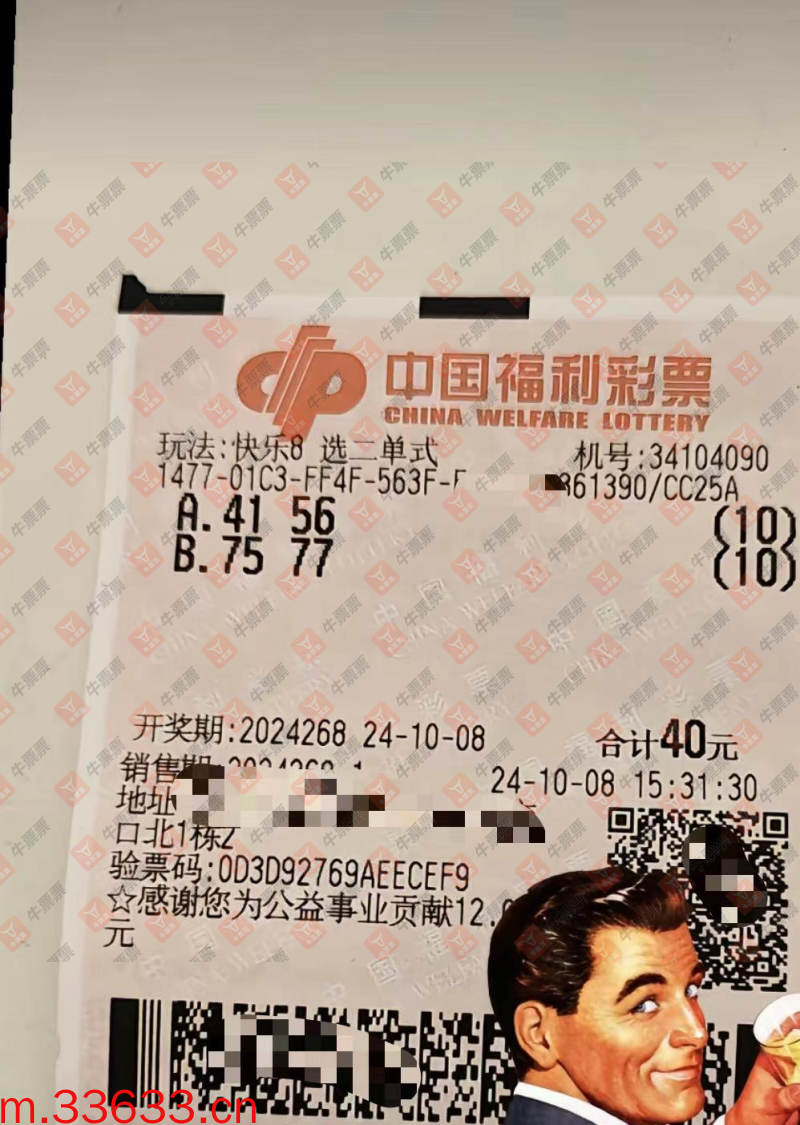 中国福利彩票
CHINA WELFARE LOTTERY
玩法:快乐8 选二单式 机号:34104090
1477-01C3-FF4F-563F- 361390/CC25A
A.41 56 (10)
B.75 77 (10)
开奖期:2024268 24-10-08 合计40元
销售期: 24-10-08 15:31:30
地址
口北1栋2
验票码:0D3D92769AEECEF9
☆感谢您为公益事业贡献12.
元
m.33633.cn
牛票票